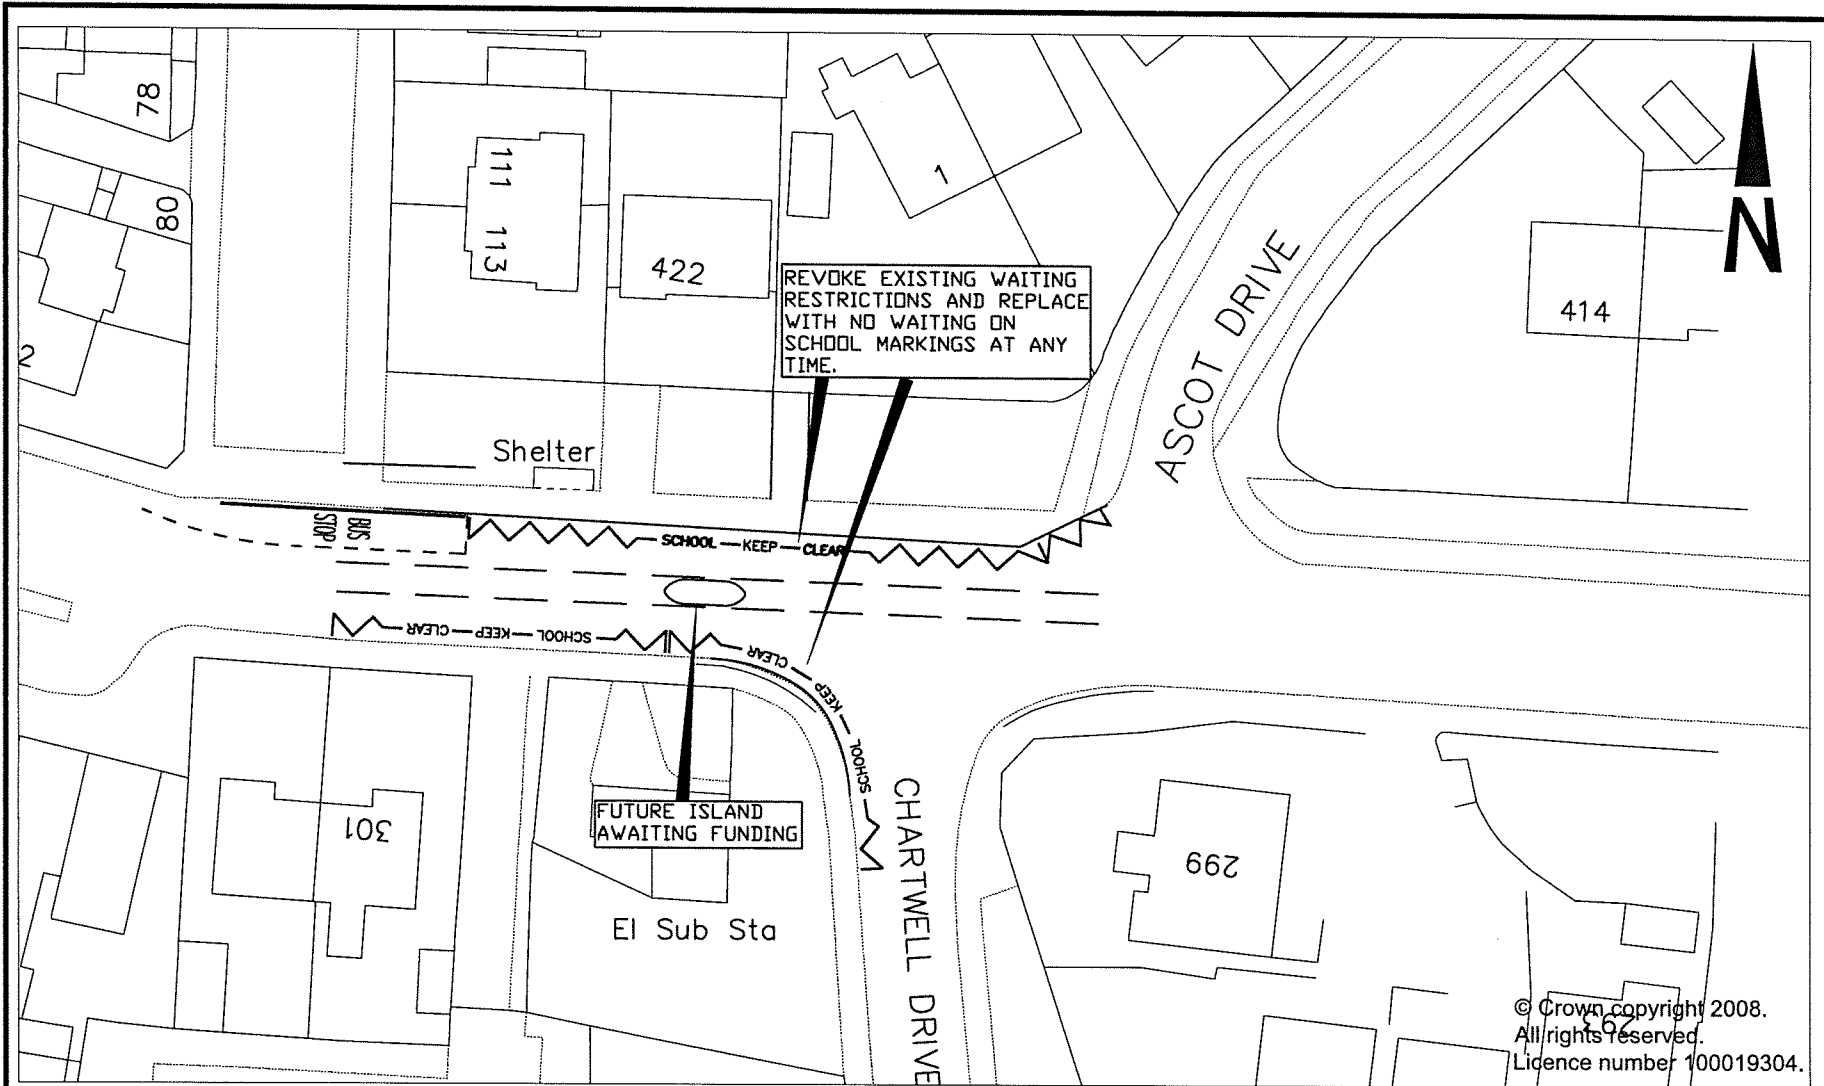 78
80
2
111
113
422
1
N
414
REVOKE EXISTING WAITING
RESTRICTIONS AND REPLACE
WITH NO WAITING ON
SCHOOL MARKINGS AT ANY
TIME.
ASCOT DRIVE
Shelter
BUS
STOP
SCHOOL KEEP CLEAR
SCHOOL KEEP CLEAR
SCHOOL KEEP CLEAR
FUTURE ISLAND
AWAITING FUNDING
301
299
El Sub Sta
CHARTWELL DRIVE
293
© Crown copyright 2008.
All rights reserved.
Licence number 100019304.